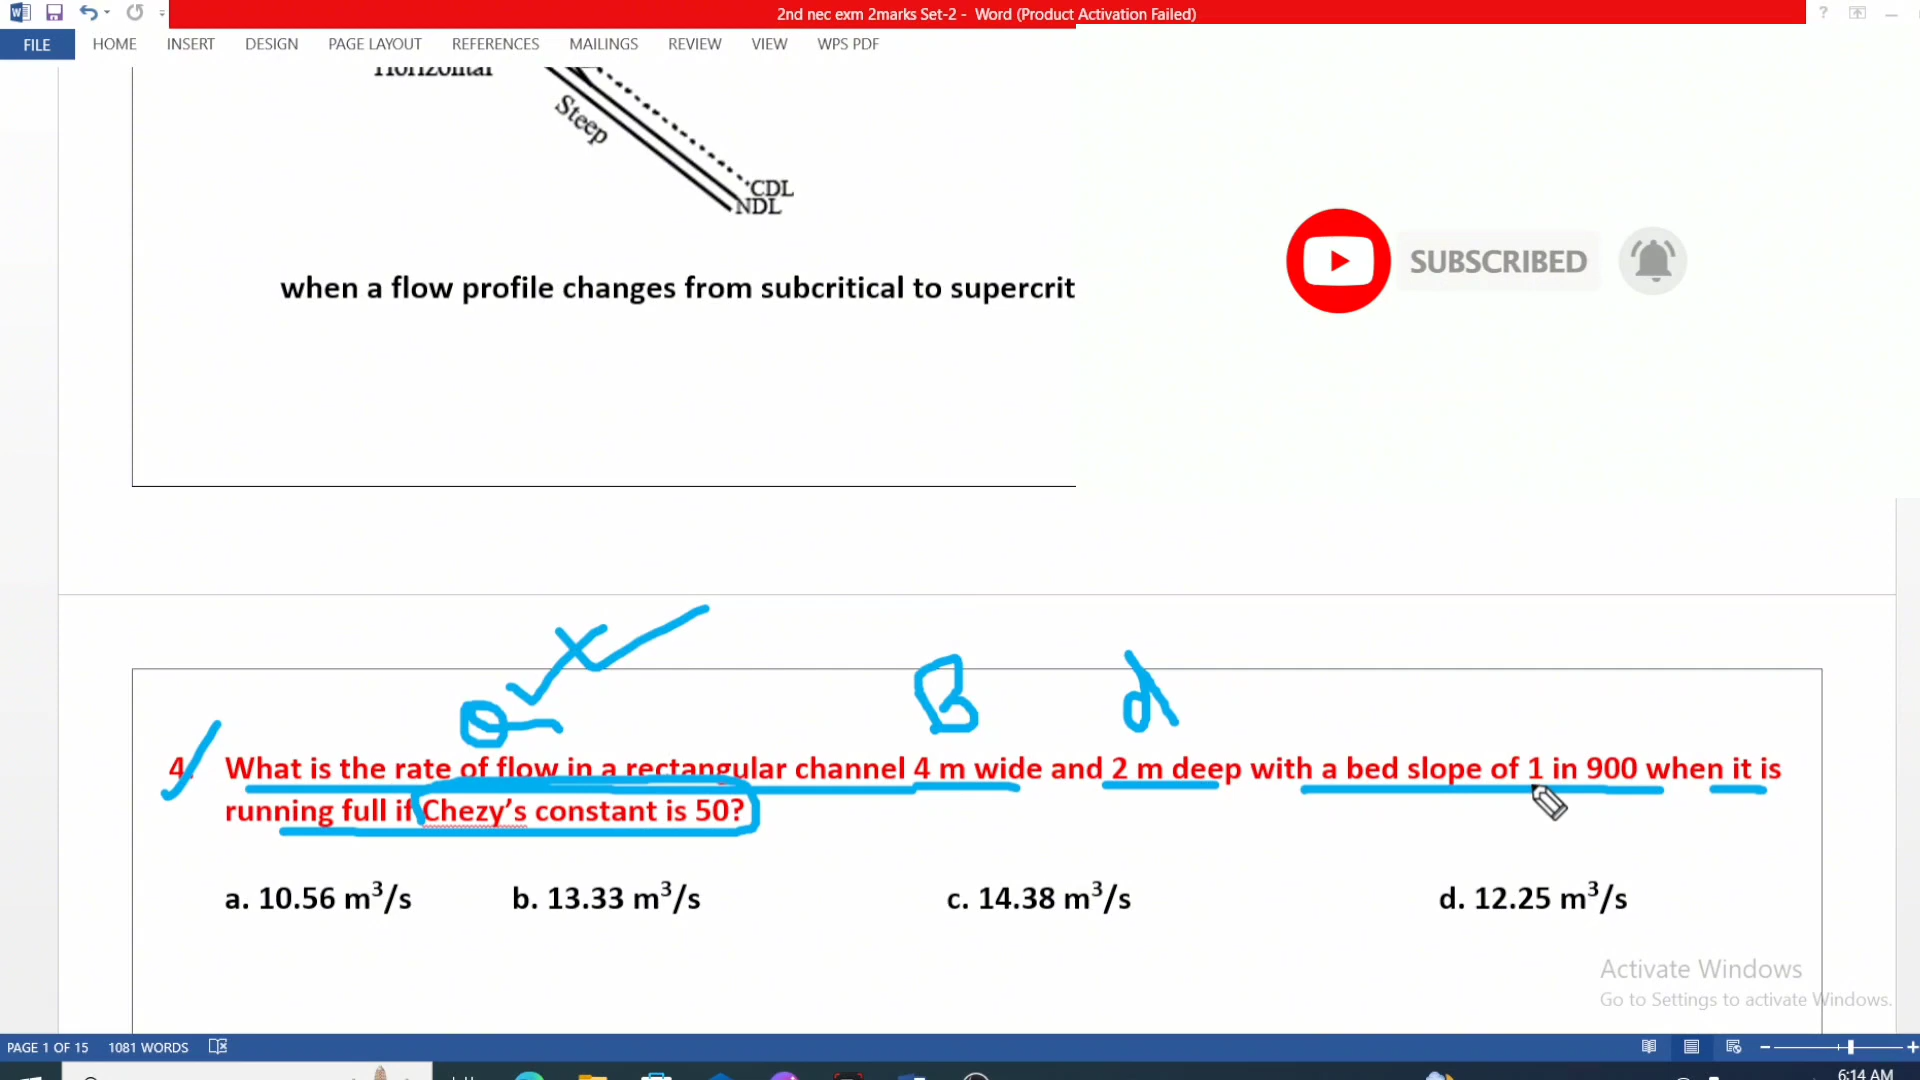 2nd nec exm 2marks Set-2 - Word (Product Activation Failed)
FILE HOME INSERT DESIGN PAGE LAYOUT REFERENCES MAILINGS REVIEW VIEW WPS PDF
Horizontal
Steep
CDL
NDL
SUBSCRIBED
when a flow profile changes from subcritical to supercrit
Q B d
4. What is the rate of flow in a rectangular channel 4 m wide and 2 m deep with a bed slope of 1 in 900 when it is
running full if Chezy’s constant is 50?
a. 10.56 m³/s b. 13.33 m³/s c. 14.38 m³/s d. 12.25 m³/s
Activate Windows
Go to Settings to activate Windows.
PAGE 1 OF 15 1081 WORDS
6:14 AM